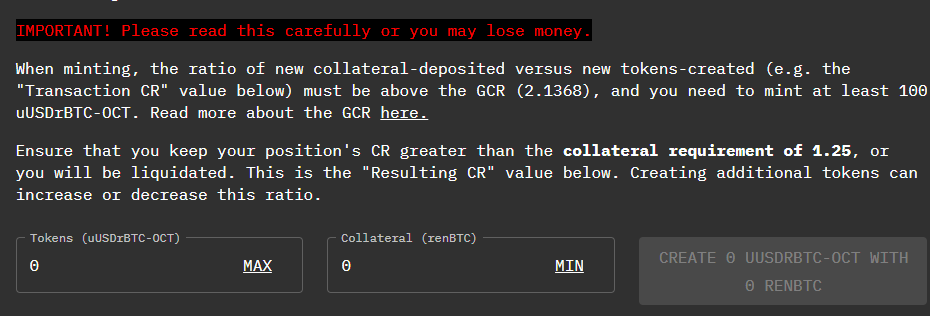 IMPORTANT! Please read this carefully or you may lose money.
When minting, the ratio of new collateral-deposited versus new tokens-created (e.g. the
"Transaction CR" value below) must be above the GCR (2.1368), and you need to mint at least 100
uUSDrBTC-OCT. Read more about the GCR here.
Ensure that you keep your position's CR greater than the collateral requirement of 1.25, or
you will be liquidated. This is the "Resulting CR" value below. Creating additional tokens can
increase or decrease this ratio.
Tokens (uUSDrBTC-OCT)
0 MAX
Collateral (renBTC)
0 MIN
CREATE 0 UUSDRBTC-OCT WITH
0 RENBTC